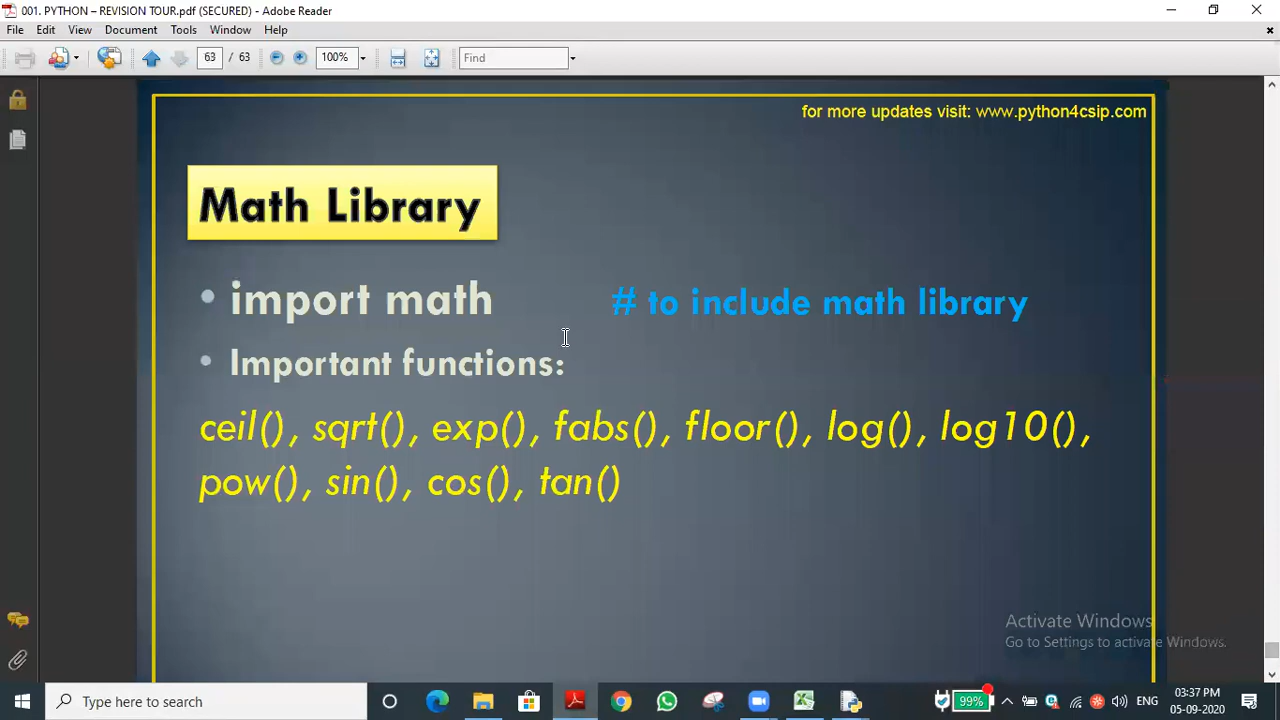 001. PYTHON – REVISION TOUR.pdf (SECURED) - Adobe Reader
File Edit View Document Tools Window Help
63 / 63 100% Find
for more updates visit: www.python4csip.com
Math Library
• import math # to include math library
• Important functions:
ceil(), sqrt(), exp(), fabs(), floor(), log(), log10(),
pow(), sin(), cos(), tan()
Activate Windows
Go to Settings to activate Windows.
Type here to search
99%
ENG
03:37 PM
05-09-2020